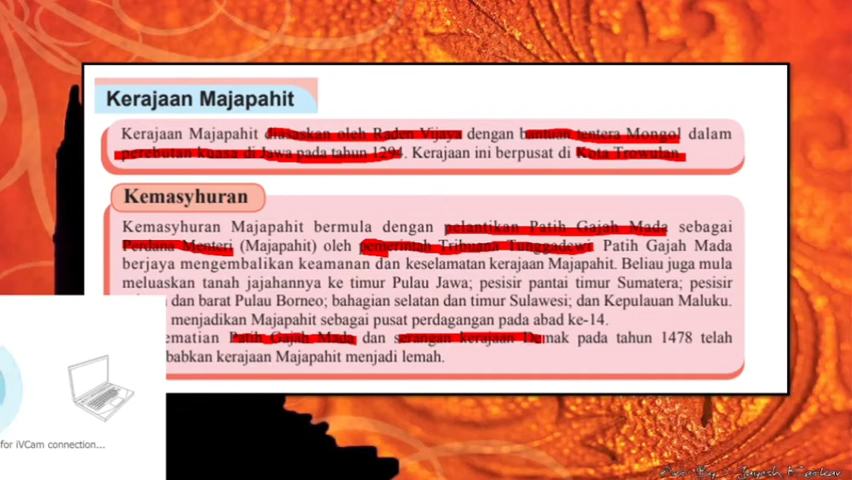 Kerajaan Majapahit
Kerajaan Majapahit diasaskan oleh Raden Vijaya dengan bantuan tentera Mongol dalam
perebutan kuasa di Jawa pada tahun 1294. Kerajaan ini berpusat di Kota Trowulan.
Kemasyhuran
Kemasyhuran Majapahit bermula dengan pelantikan Patih Gajah Mada sebagai
Perdana Menteri (Majapahit) oleh pemerintah Tribuana Tunggadewi. Patih Gajah Mada
berjaya mengembalikan keamanan dan keselamatan kerajaan Majapahit. Beliau juga mula
meluaskan tanah jajahannya ke timur Pulau Jawa; pesisir pantai timur Sumatera; pesisir
dan barat Pulau Borneo; bahagian selatan dan timur Sulawesi; dan Kepulauan Maluku.
menjadikan Majapahit sebagai pusat perdagangan pada abad ke-14.
ematian Patih Gajah Mada dan serangan kerajaan Demak pada tahun 1478 telah
babkan kerajaan Majapahit menjadi lemah.
for iVCam connection...